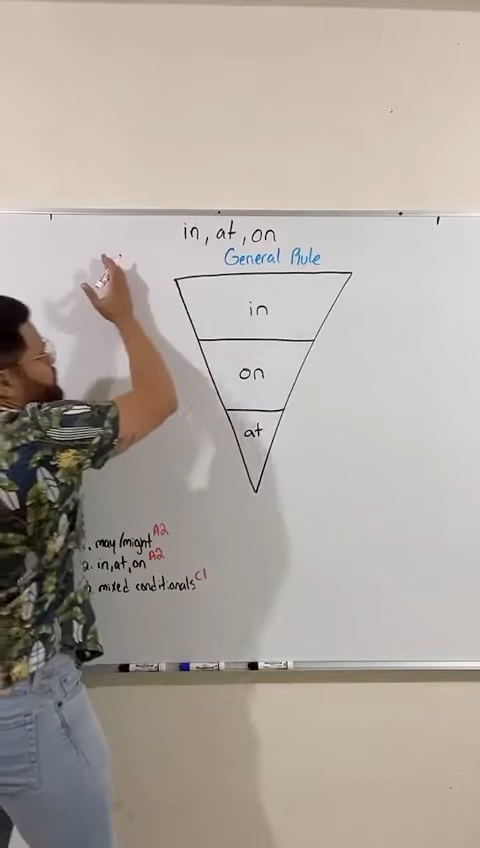 in, at, on
General Rule
in
on
at
may/might A2
2. in, at, on A2
mixed conditionals C1